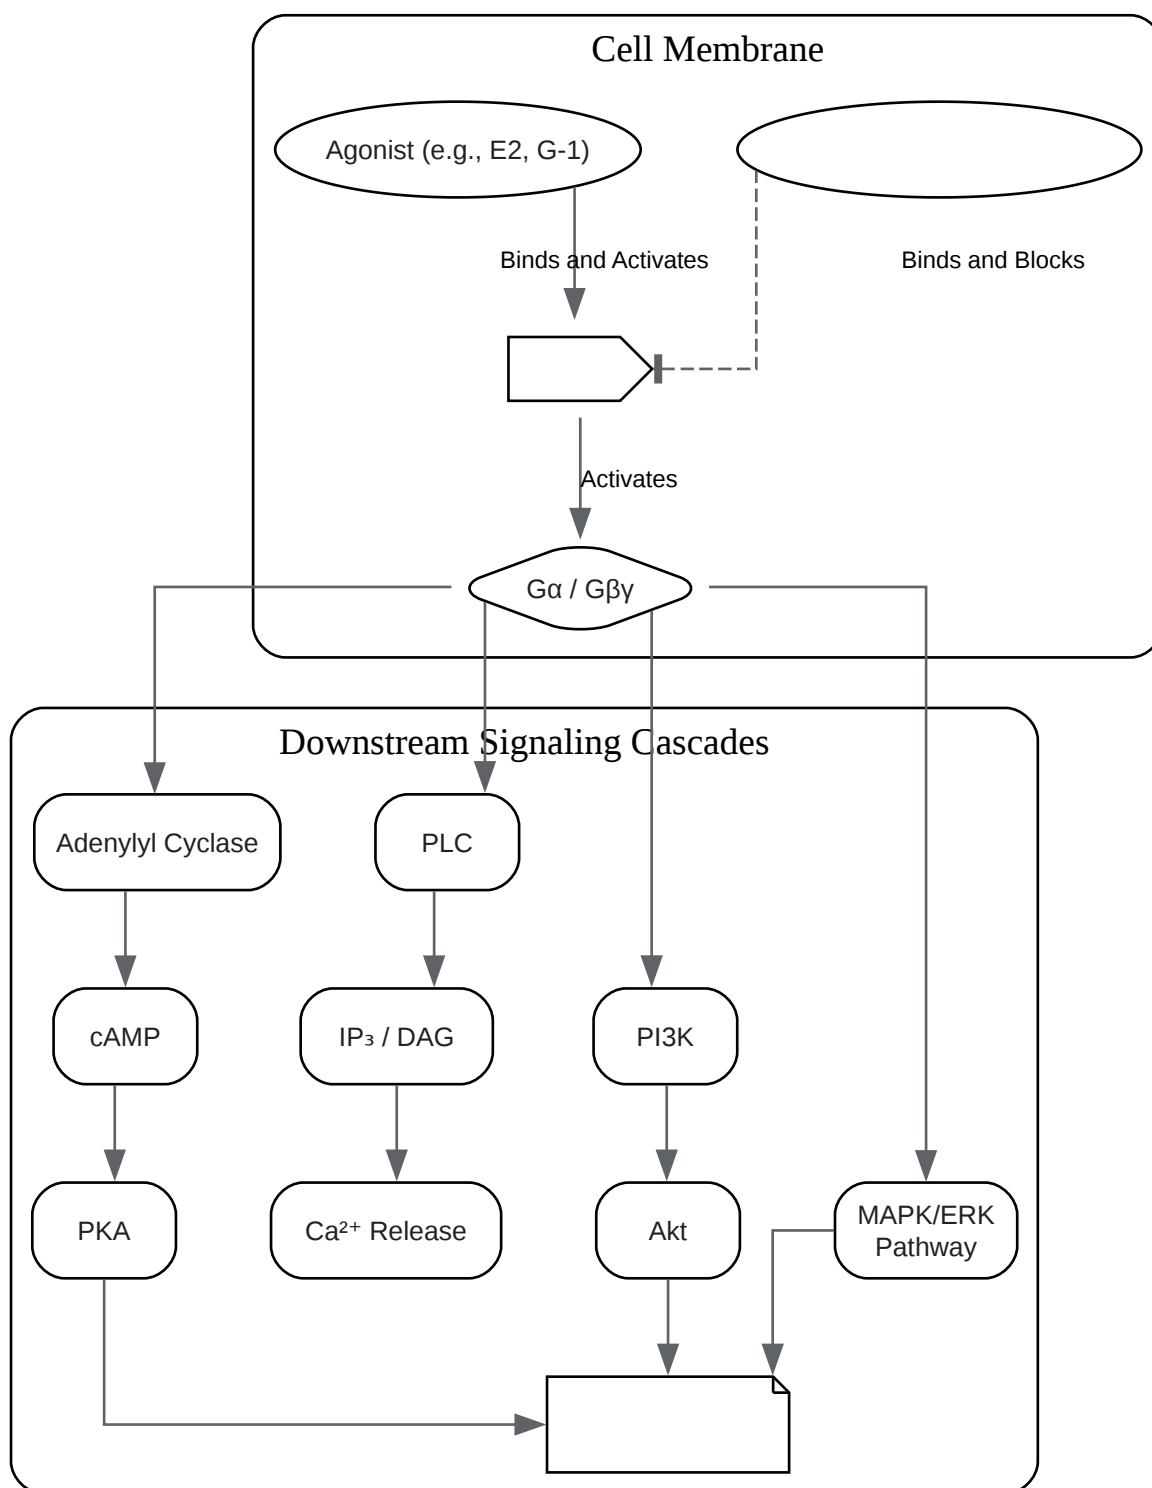 Cell Membrane
Agonist (e.g., E2, G-1)
Binds and Activates
Binds and Blocks
Activates
Gα / Gβγ
Downstream Signaling Cascades
Adenylyl Cyclase
PLC
cAMP
IP₃ / DAG
PI3K
PKA
Ca²⁺ Release
Akt
MAPK/ERK
Pathway